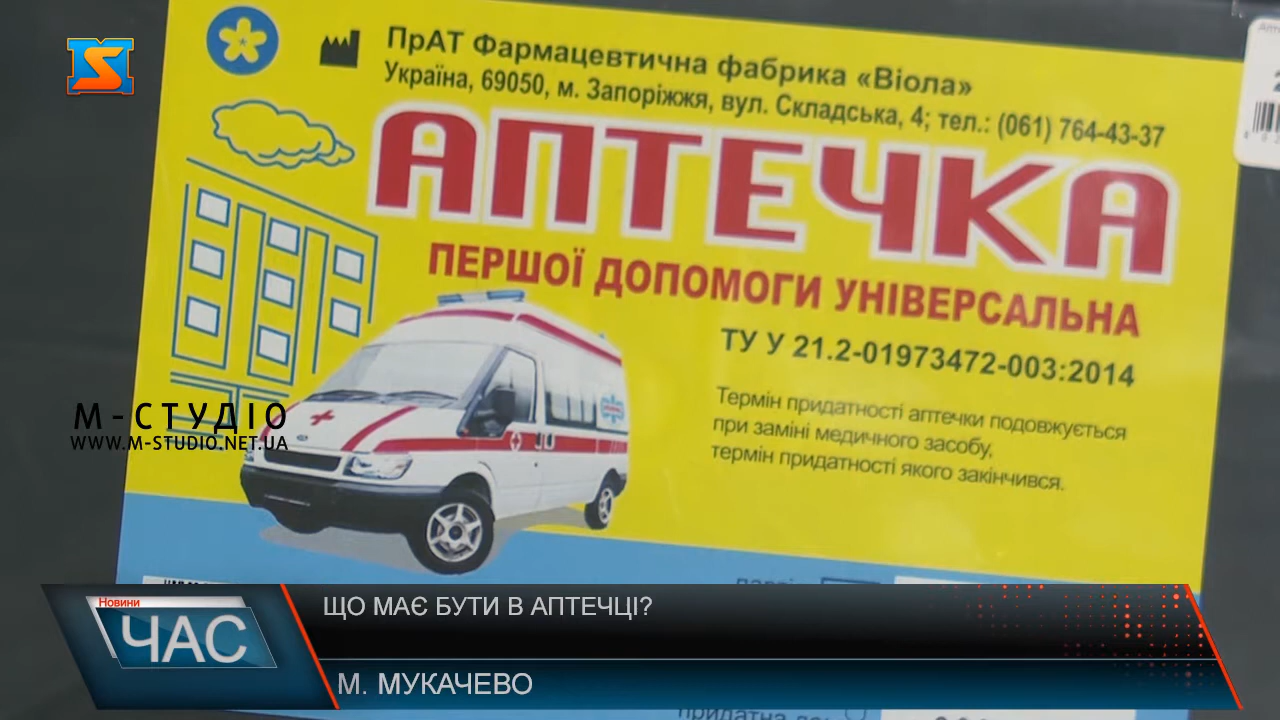 ПрАТ Фармацевтична фабрика «Віола»
Україна, 69050, м. Запоріжжя, вул. Складська, 4; тел.: (061) 764-43-37
АПТЕЧКА
ПЕРШОЇ ДОПОМОГИ УНІВЕРСАЛЬНА
ТУ У 21.2-01973472-003:2014
Термін придатності аптечки подовжується
при заміні медичного засобу,
термін придатності якого закінчився.
М-СТУДІО
WWW.M-STUDIO.NET.UA
Новини
ЧАС
ЩО МАЄ БУТИ В АПТЕЧЦІ?
М. МУКАЧЕВО